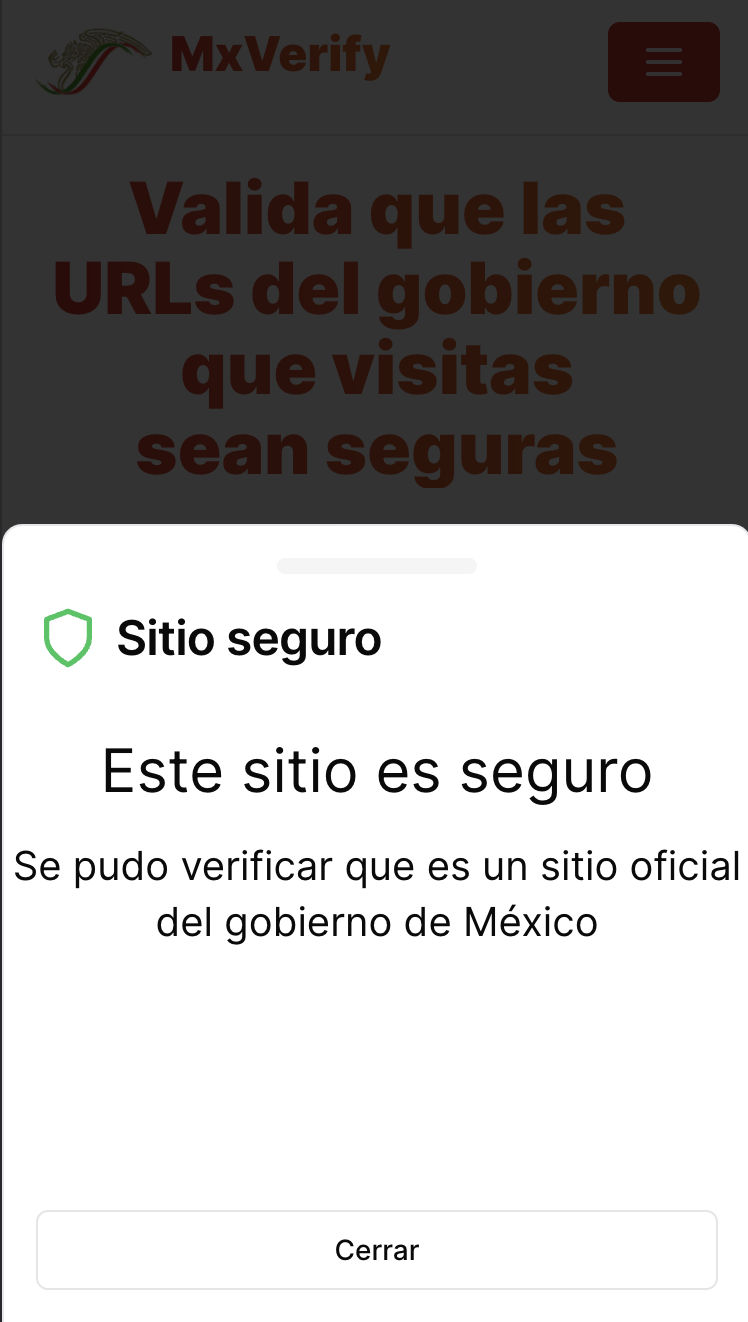 MxVerify
Valida que las
URLs del gobierno
que visitas
sean seguras
Sitio seguro
Este sitio es seguro
Se pudo verificar que es un sitio oficial
del gobierno de México
Cerrar